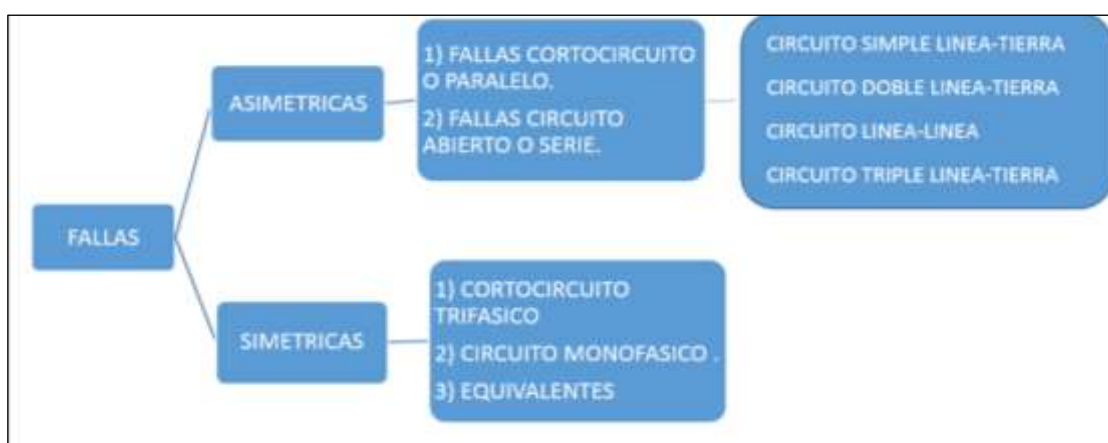 FALLAS
ASIMETRICAS
1) FALLAS CORTOCIRCUITO
O PARALELO.
2) FALLAS CIRCUITO
ABIERTO O SERIE.
CIRCUITO SIMPLE LINEA-TIERRA
CIRCUITO DOBLE LINEA-TIERRA
CIRCUITO LINEA-LINEA
CIRCUITO TRIPLE LINEA-TIERRA
SIMETRICAS
1) CORTOCIRCUITO
TRIFASICO
2) CIRCUITO MONOFASICO .
3) EQUIVALENTES